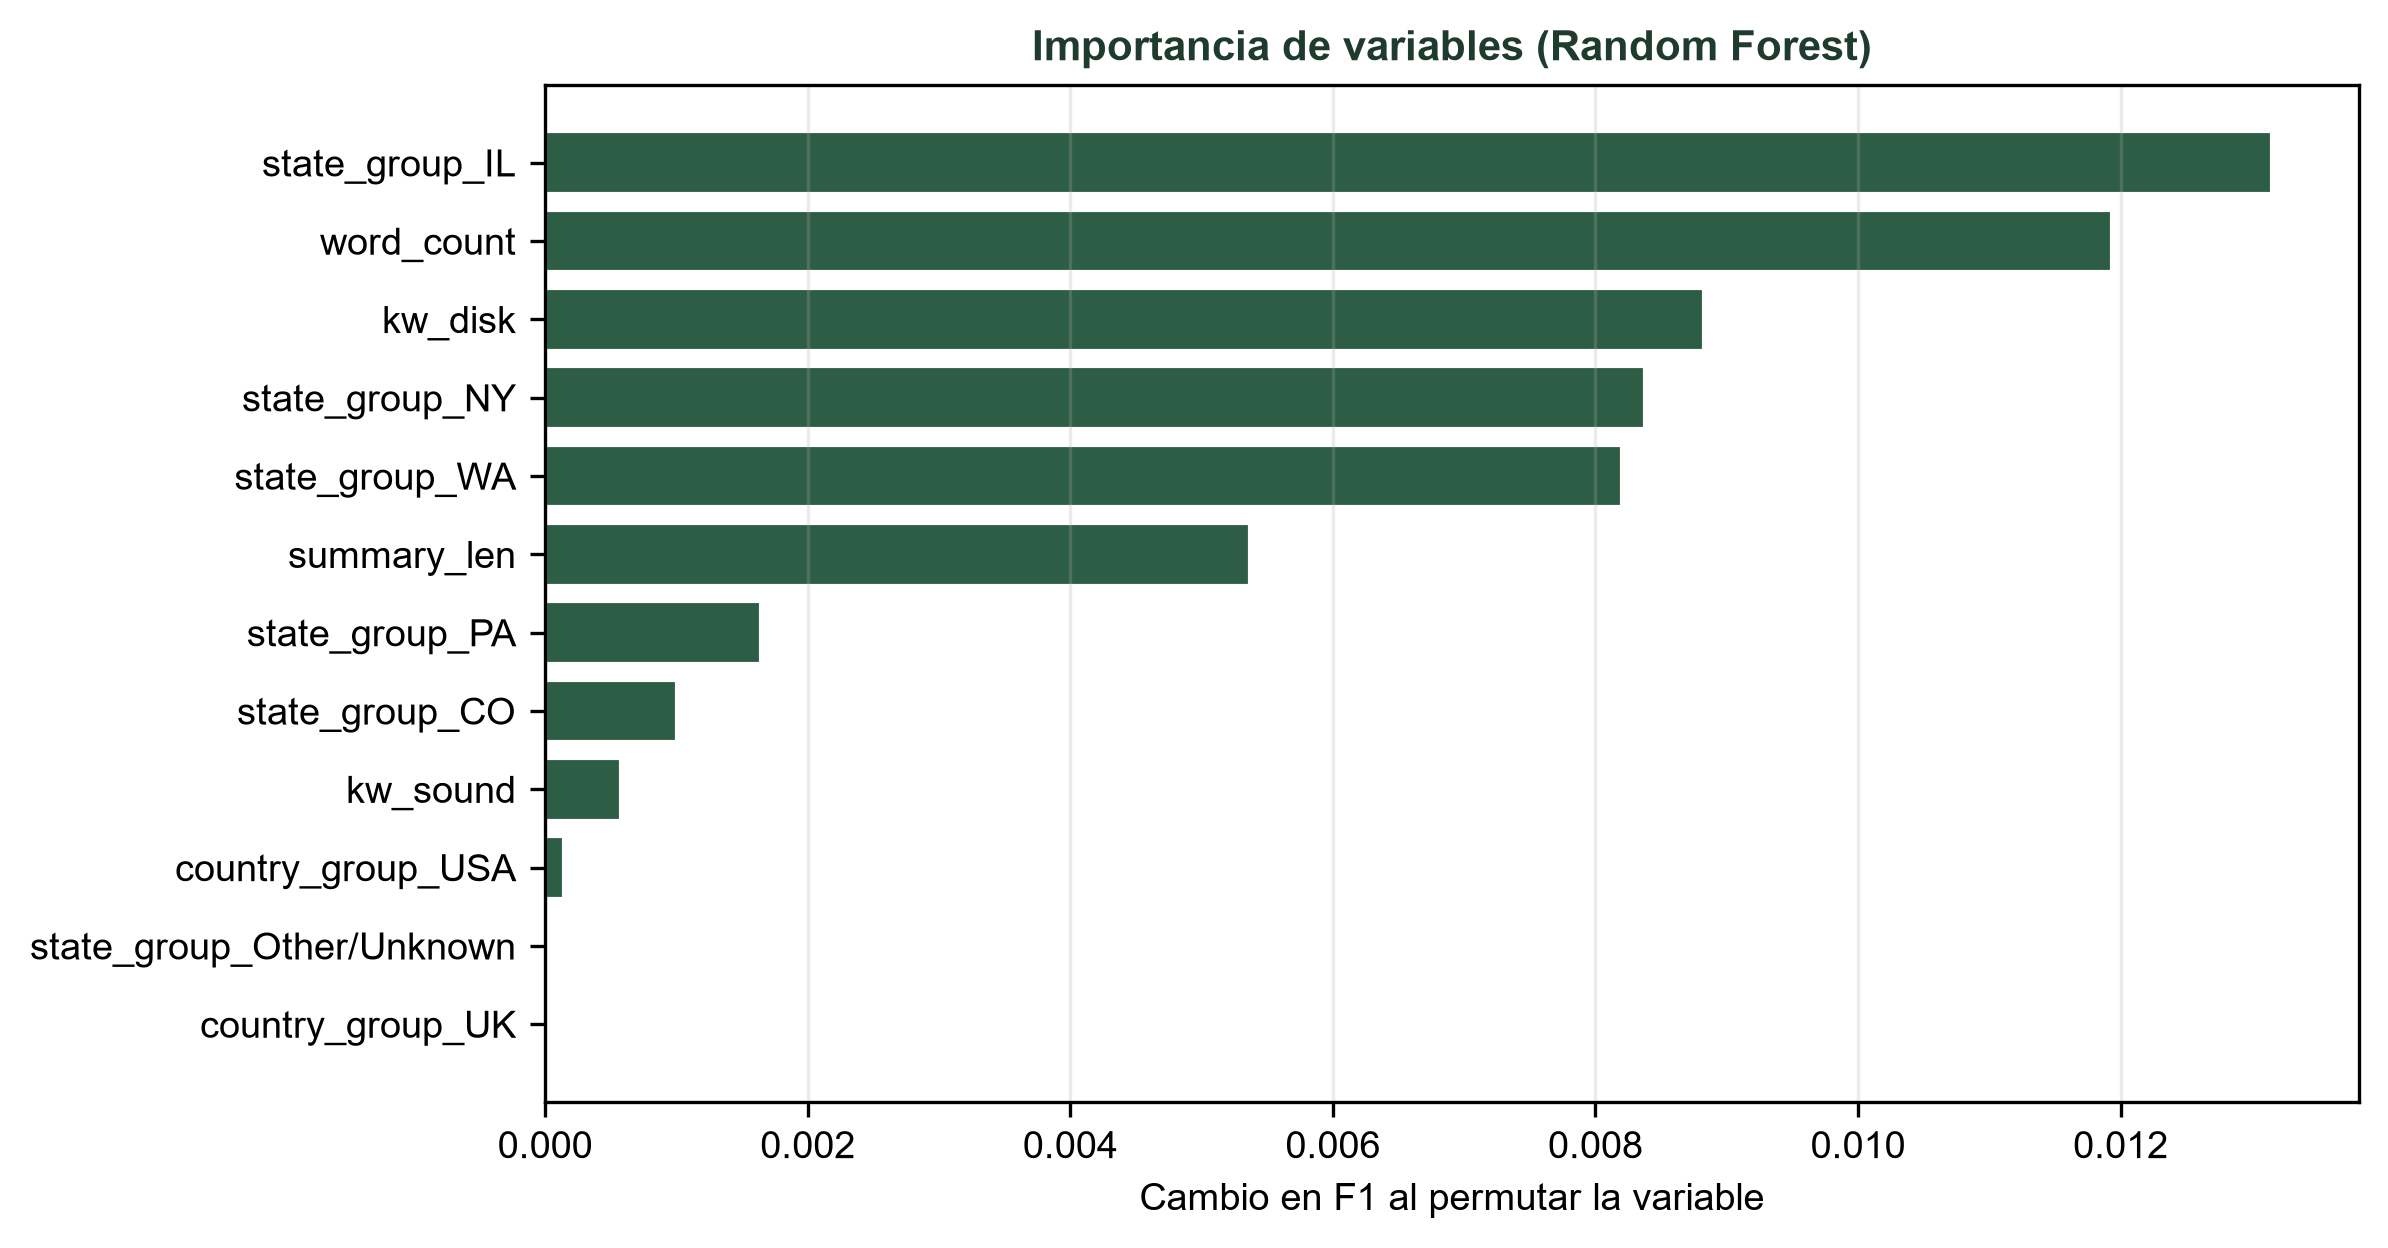 Importancia de variables (Random Forest)
state_group_IL
word_count
kw_disk
state_group_NY
state_group_WA
summary_len
state_group_PA
state_group_CO
kw_sound
country_group_USA
state_group_Other/Unknown
country_group_UK
0.000 0.002 0.004 0.006 0.008 0.010 0.012
Cambio en F1 al permutar la variable